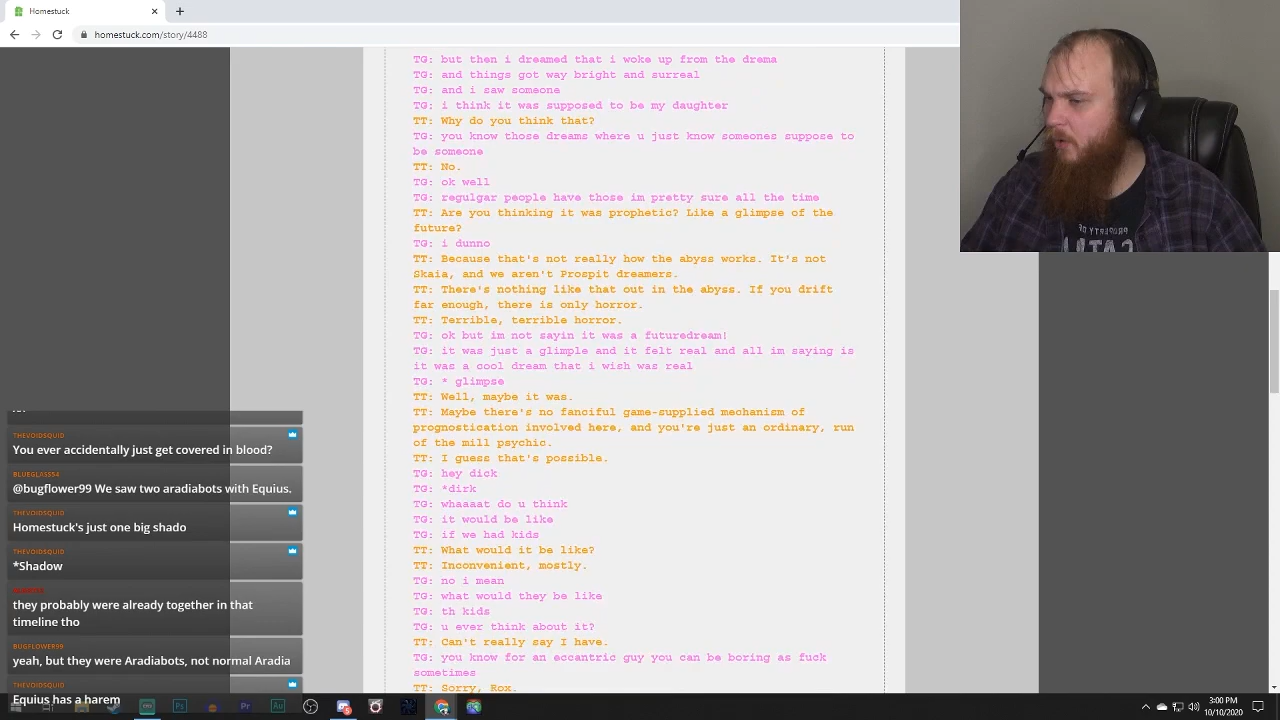 Homestuck
homestuck.com/story/4488
TG: but then i dreamed that i woke up from the drema
TG: and things got way bright and surreal
TG: and i saw someone
TG: i think it was supposed to be my daughter
TT: Why do you think that?
TG: you know those dreams where u just know someones suppose to
be someone
TT: No.
TG: ok well
TG: regulgar people have those im pretty sure all the time
TT: Are you thinking it was prophetic? Like a glimpse of the
future?
TG: i dunno
TT: Because that's not really how the abyss works. It's not
Skaia, and we aren't Prospit dreamers.
TT: There's nothing like that out in the abyss. If you drift
far enough, there is only horror.
TT: Terrible, terrible horror.
TG: ok but im not sayin it was a futuredream!
TG: it was just a glimple and it felt real and all im saying is
it was a cool dream that i wish was real
TG: * glimpse
TT: Well, maybe it was.
TT: Maybe there's no fanciful game-supplied mechanism of
prognostication involved here, and you're just an ordinary, run
of the mill psychic.
TT: I guess that's possible.
TG: hey dick
TG: *dirk
TG: whaaaat do u think
TG: it would be like
TG: if we had kids
TT: What would it be like?
TT: Inconvenient, mostly.
TG: no i mean
TG: what would they be like
TG: th kids
TG: u ever think about it?
TT: Can't really say I have.
TG: you know for an eccantric guy you can be boring as fuck
sometimes
TT: Sorry, Rox.
THEVOIDSQUID
You ever accidentally just get covered in blood?
BLUEGLASS54
@bugflower99 We saw two aradiabots with Equius.
THEVOIDSQUID
Homestuck's just one big shado
THEVOIDSQUID
*Shadow
they probably were already together in that
timeline tho
BUGFLOWER99
yeah, but they were Aradiabots, not normal Aradia
THEVOIDSQUID
Equius has a harem
PROPERTY OF
3:00 PM
10/10/2020